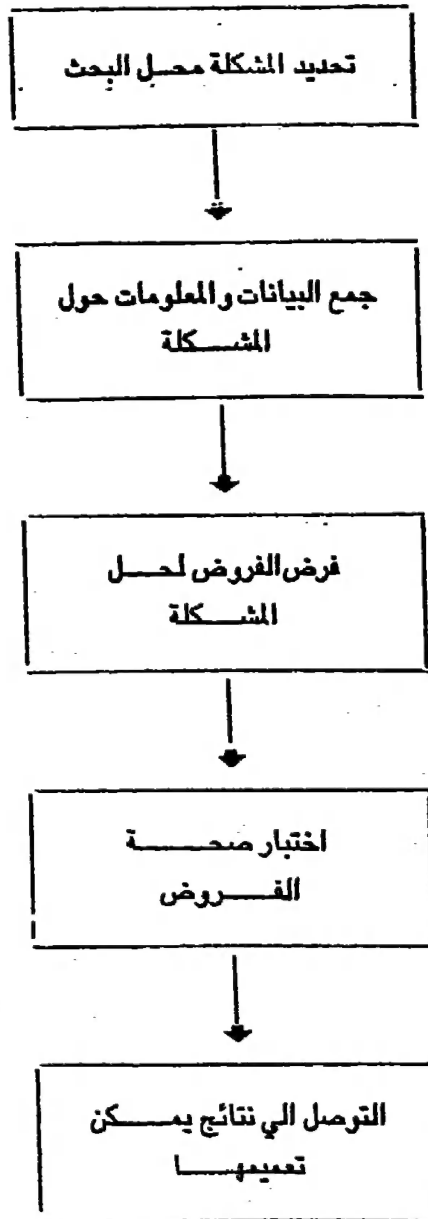 تحديد المشكلة محل البحث
جمع البيانات والمعلومات حول
المشكلة
فرض الفروض لحل
المشكلة
اختبار صحة
الفروض
التوصل الي نتائج يمكن
تعميمها